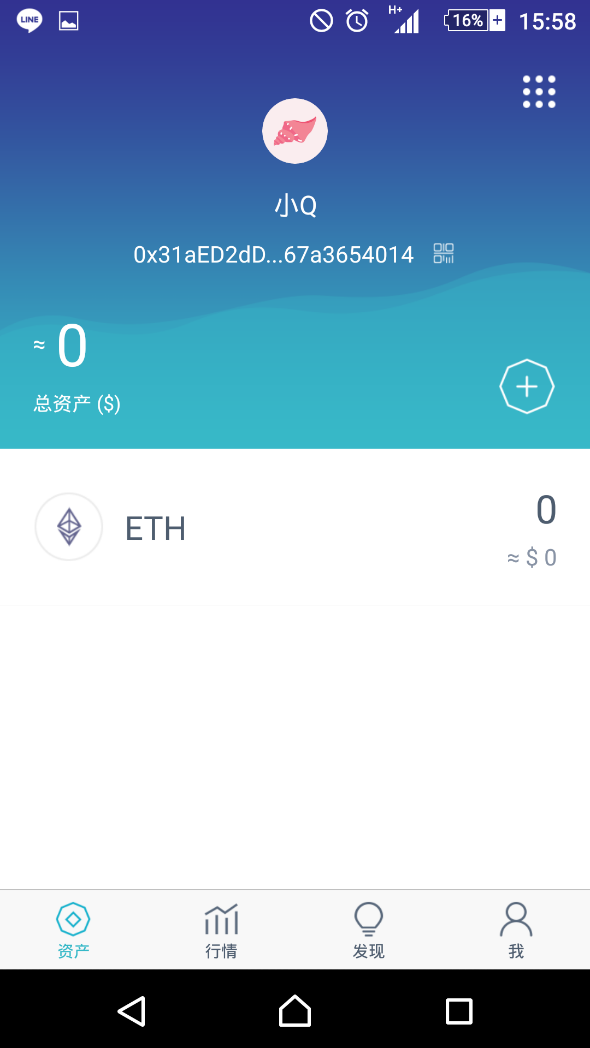 LINE
H+
16%
15:58
小Q
0x31aED2dD...67a3654014
≈ 0
总资产 ($)
ETH
0
≈ $ 0
资产
行情
发现
我